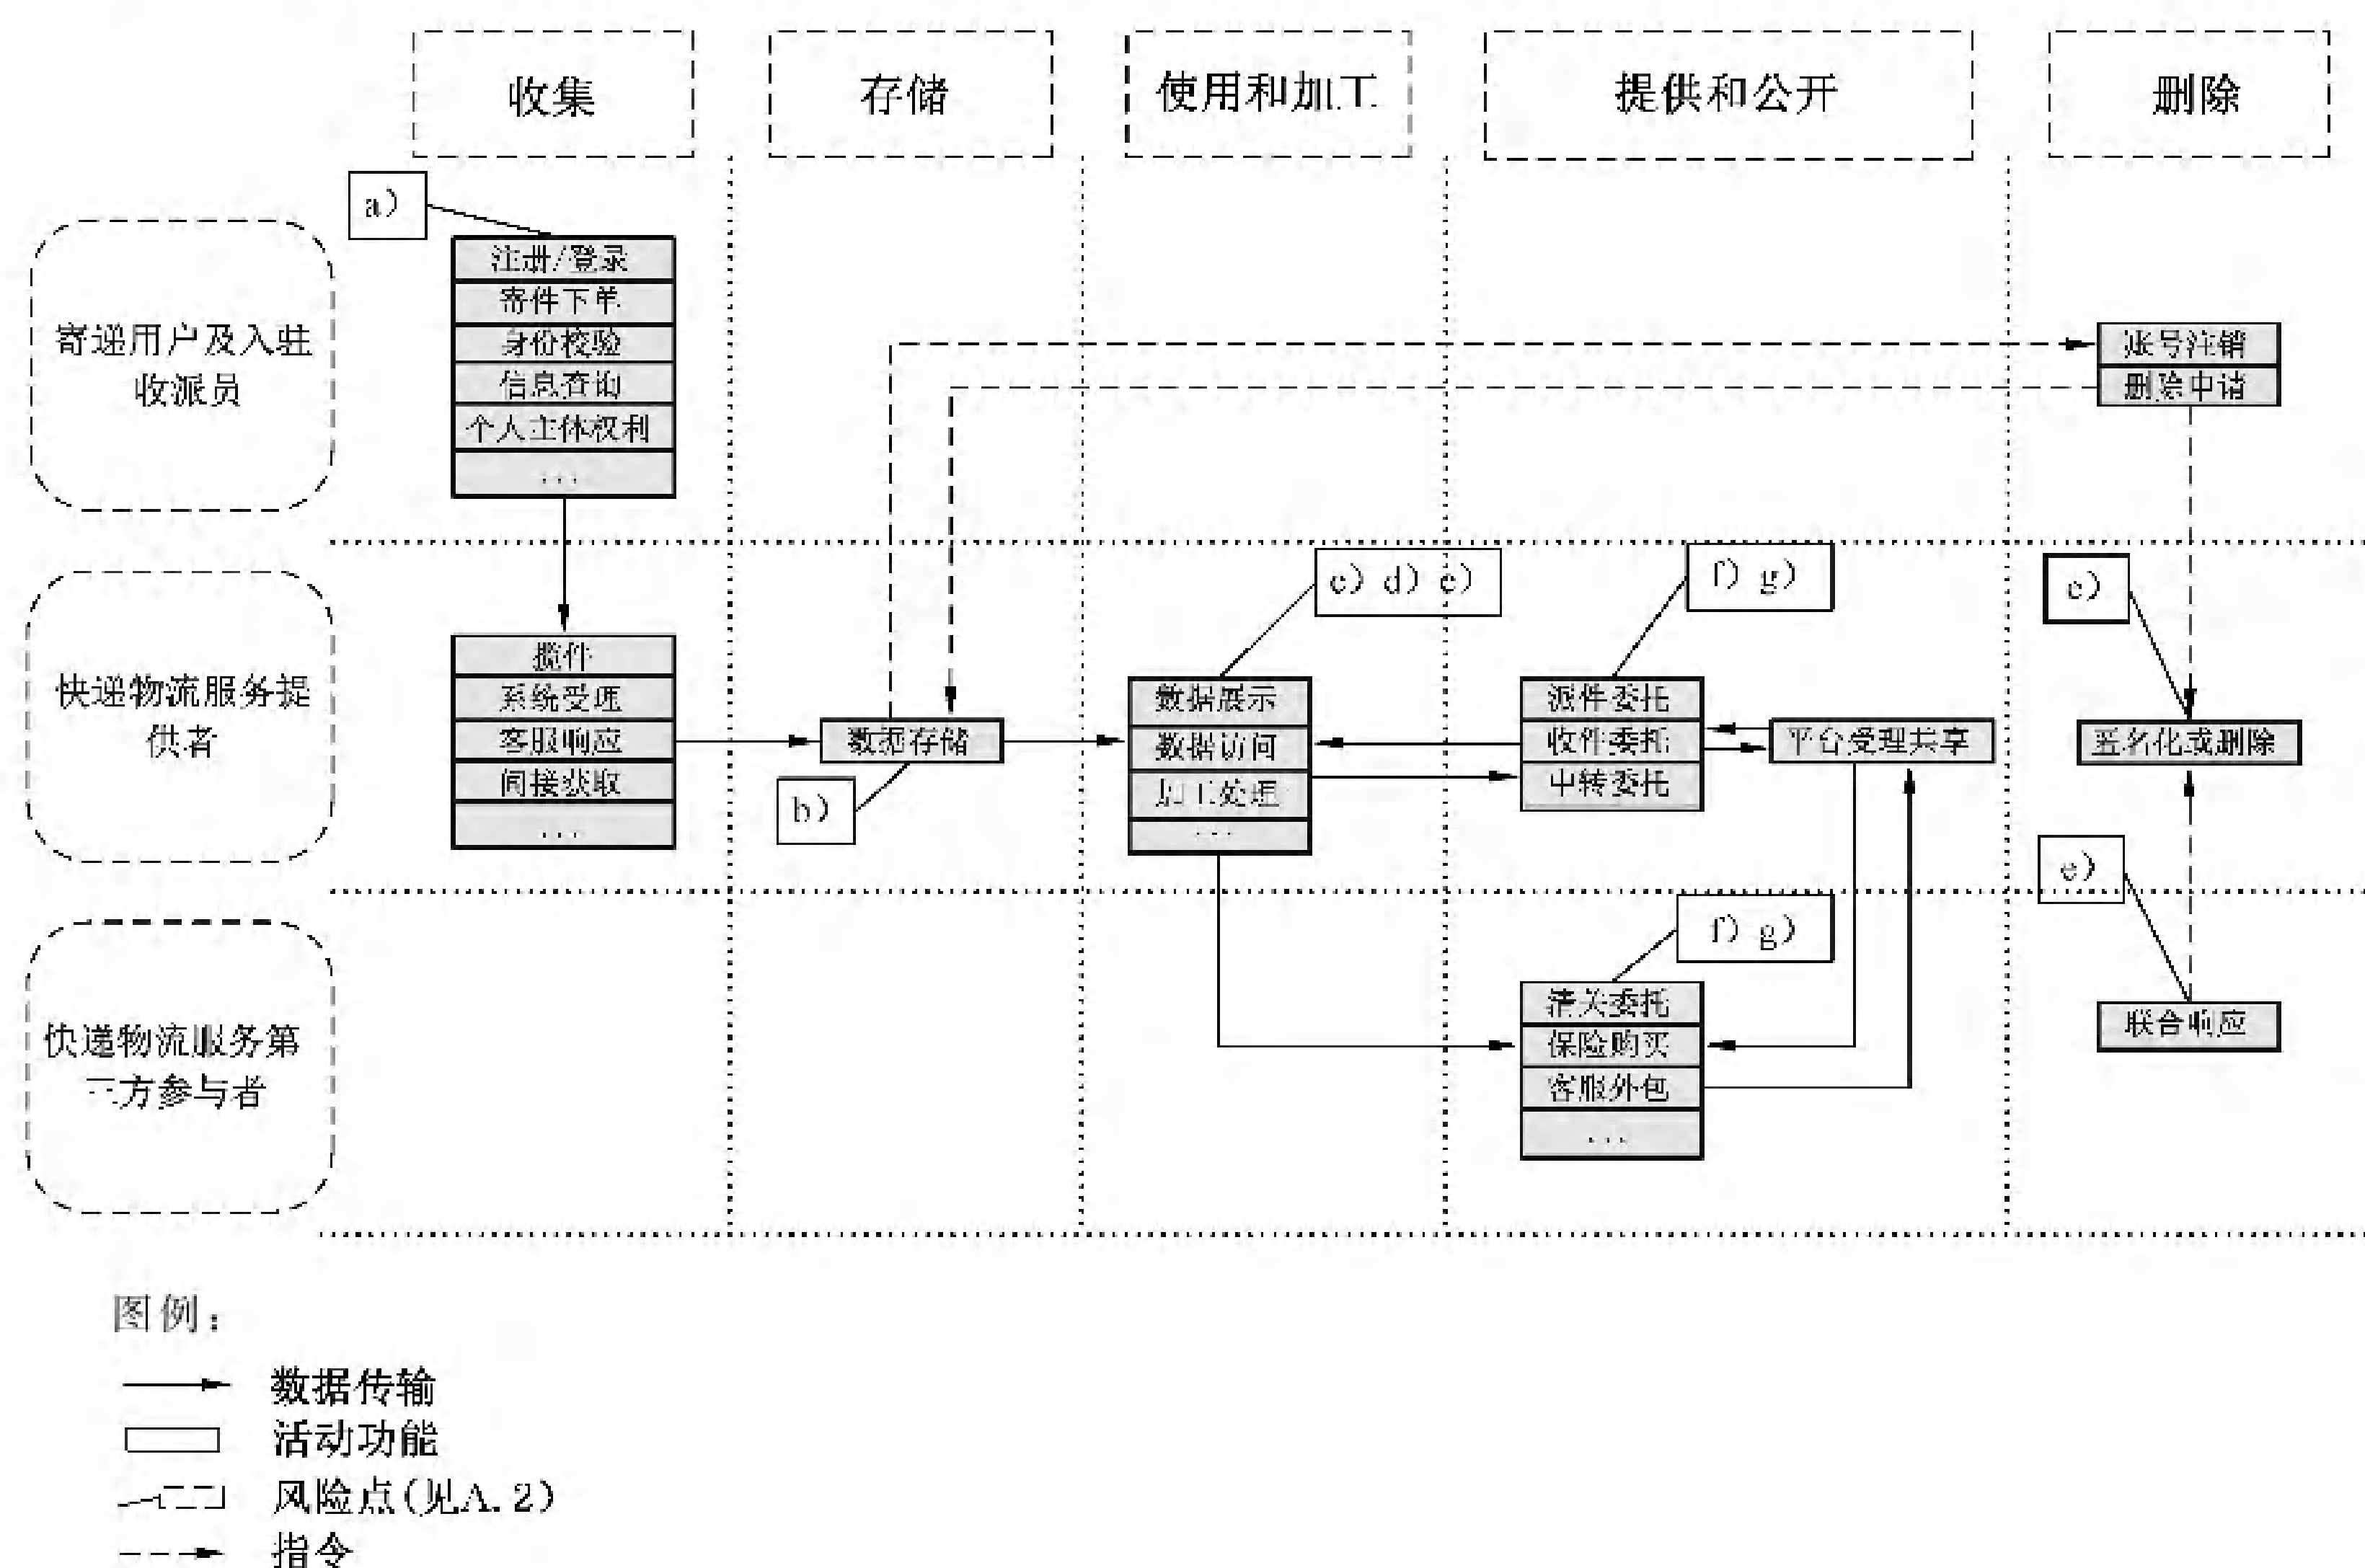 收集
存储
使用和加工
提供和公开
删除
a)
注册/登录
寄件下单
身份校验
信息查询
个人主体权利
...
寄递用户及入驻
收派员
账号注销
删除申请
快递物流服务提
供者
揽件
系统受理
客服响应
间接获取
...
数据存储
b)
c) d) e)
数据展示
数据访问
加工处理
...
f) g)
派件委托
收件委托
中转委托
平台受理共享
e)
匿名化或删除
快递物流服务第
三方参与者
f) g)
清关委托
保险购买
客服外包
...
e)
联合响应
图例：
数据传输
活动功能
风险点(见A.2)
指令